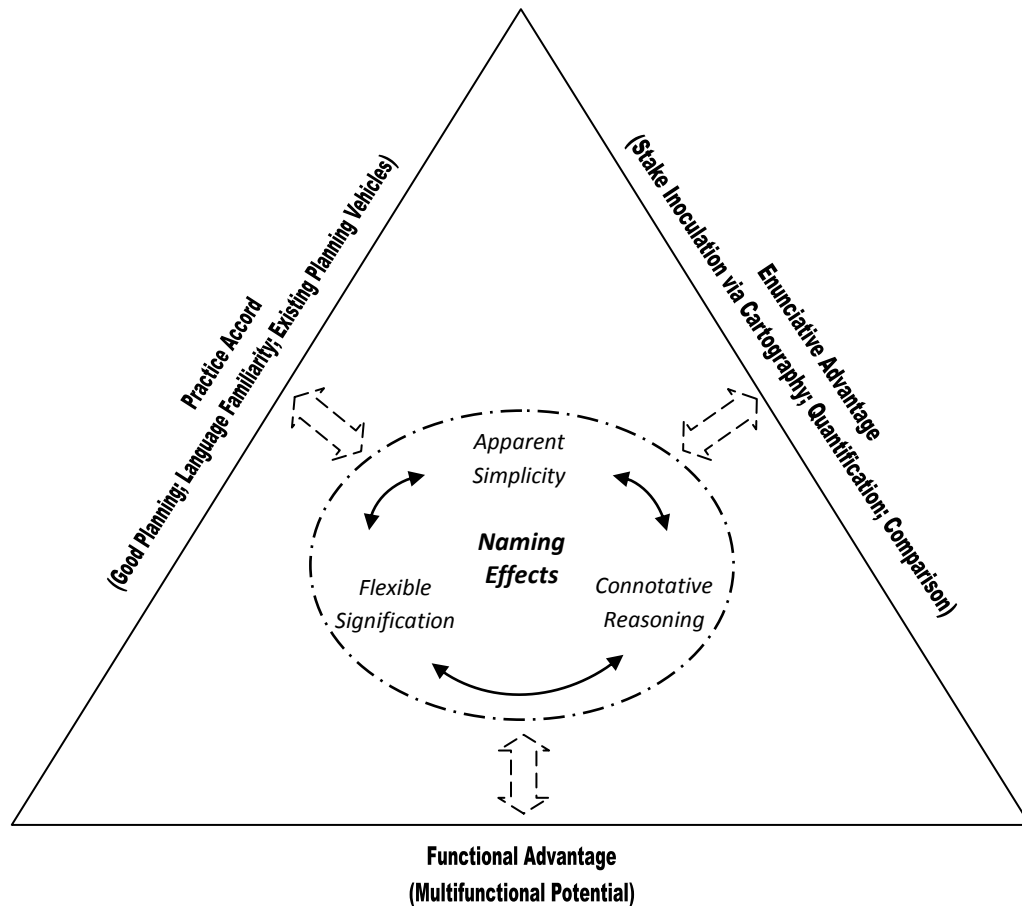 Practice Accord
(Good Planning; Language Familiarity; Existing Planning Vehicles)
Enunciative Advantage
(Stake Inoculation via Cartography; Quantification; Comparison)
Apparent
Simplicity
Naming
Effects
Flexible
Signification
Connotative
Reasoning
Functional Advantage
(Multifunctional Potential)